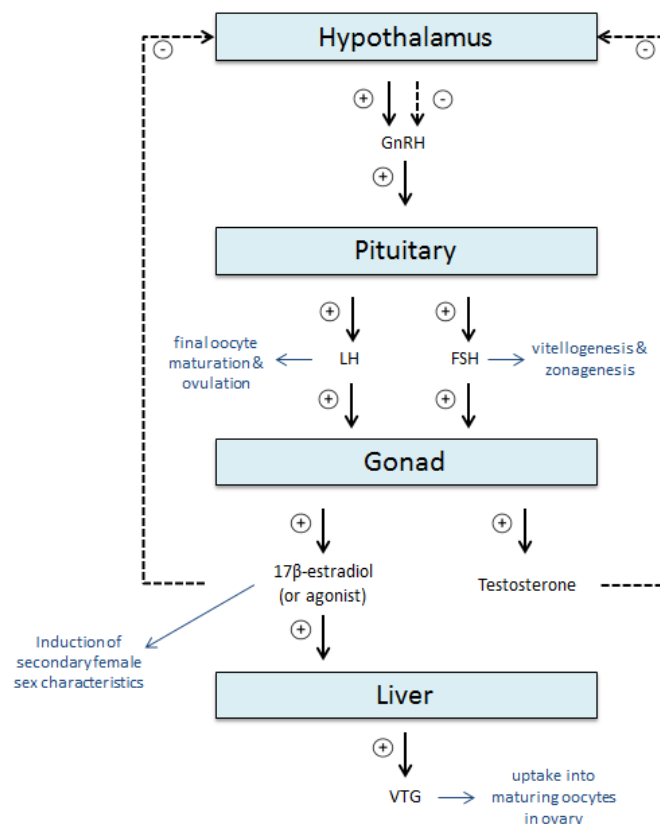 Hypothalamus
-
-
+
-
GnRH
+
Pituitary
+
+
final oocyte
maturation &
ovulation
LH
FSH
vitellogenesis &
zonagenesis
+
+
Gonad
+
+
17β-estradiol
(or agonist)
Testosterone
+
Induction of
secondary female
sex characteristics
Liver
+
VTG
uptake into
maturing oocytes
in ovary